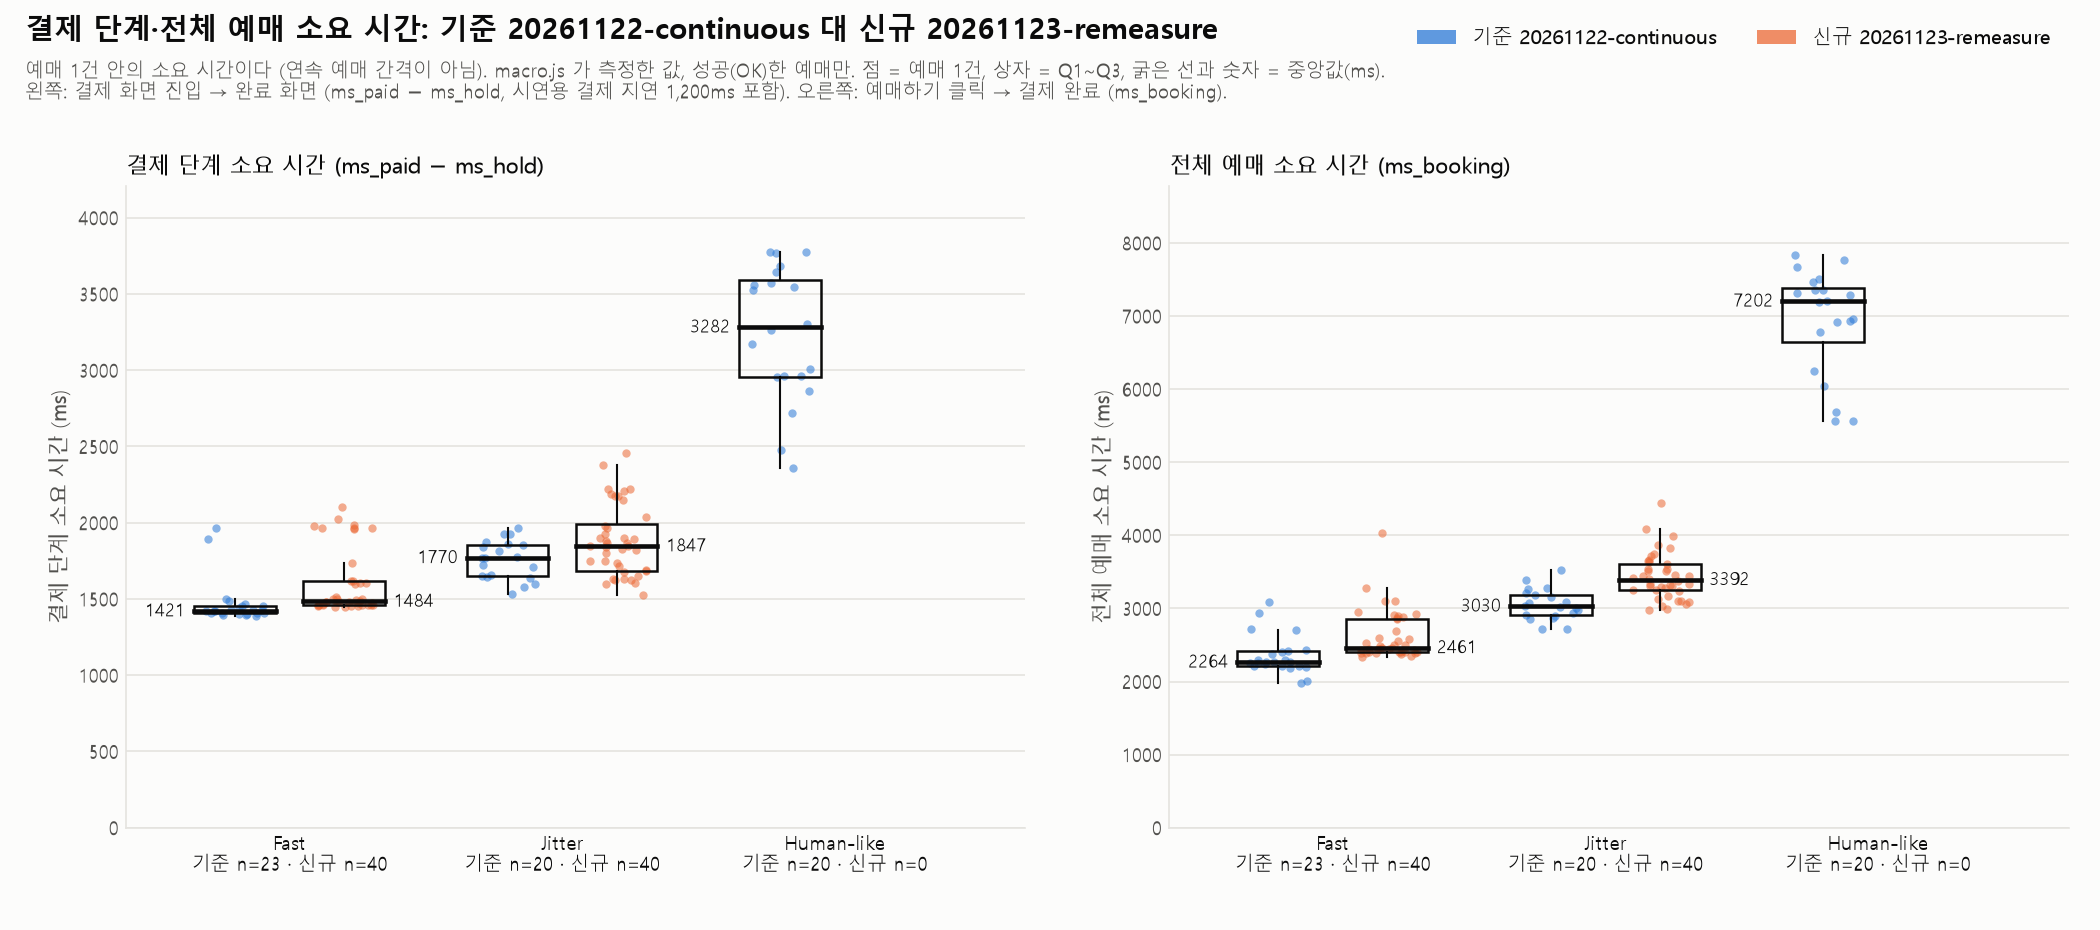 결제 단계·전체 예매 소요 시간: 기준 20261122-continuous 대 신규 20261123-remeasure
기준 20261122-continuous
신규 20261123-remeasure
예매 1건 안의 소요 시간이다 (연속 예매 간격이 아님). macro.js 가 측정한 값, 성공(OK)한 예매만. 점 = 예매 1건, 상자 = Q1~Q3, 굵은 선과 숫자 = 중앙값(ms).
왼쪽: 결제 화면 진입 → 완료 화면 (ms_paid − ms_hold, 시연용 결제 지연 1,200ms 포함). 오른쪽: 예매하기 클릭 → 결제 완료 (ms_booking).
결제 단계 소요 시간 (ms_paid − ms_hold)
결제 단계 소요 시간 (ms)
4000
3500
3000
2500
2000
1500
1000
500
0
1421
1484
1770
1847
3282
Fast
기준 n=23 · 신규 n=40
Jitter
기준 n=20 · 신규 n=40
Human-like
기준 n=20 · 신규 n=0
전체 예매 소요 시간 (ms_booking)
전체 예매 소요 시간 (ms)
8000
7000
6000
5000
4000
3000
2000
1000
0
2264
2461
3030
3392
7202
Fast
기준 n=23 · 신규 n=40
Jitter
기준 n=20 · 신규 n=40
Human-like
기준 n=20 · 신규 n=0